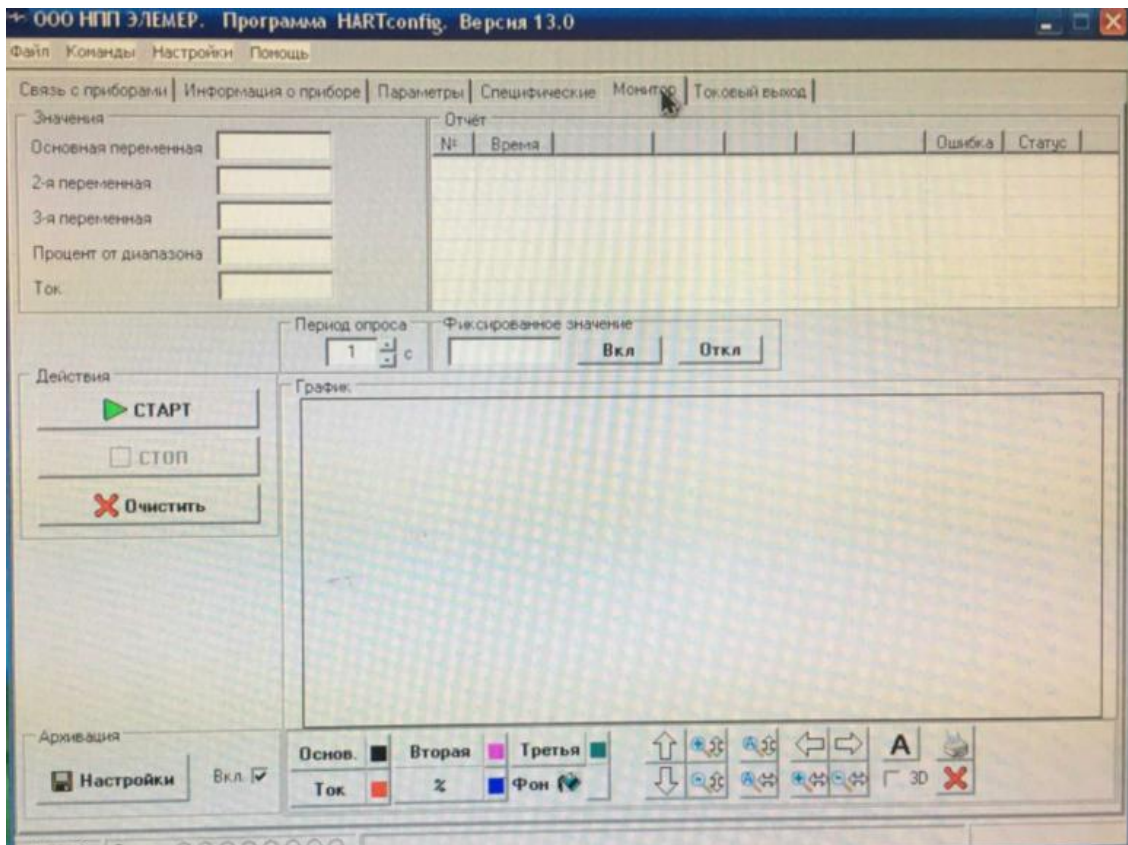 ООО НПП ЭЛЕМЕР. Программа HARTconfig. Версия 13.0
Файл Команды Настройки Помощь
Связь с приборами Информация о приборе Параметры Специфические Монитор Токовый выход
Значения
Основная переменная
2-я переменная
3-я переменная
Процент от диапазона
Ток
Отчёт
№ Время Ошибка Статус
Период опроса
1 с
Фиксированное значение
Вкл Откл
Действия
СТАРТ
СТОП
Очистить
График
Архивация
Настройки Вкл.
Основ. Вторая Третья
Ток % Фон
A
3D